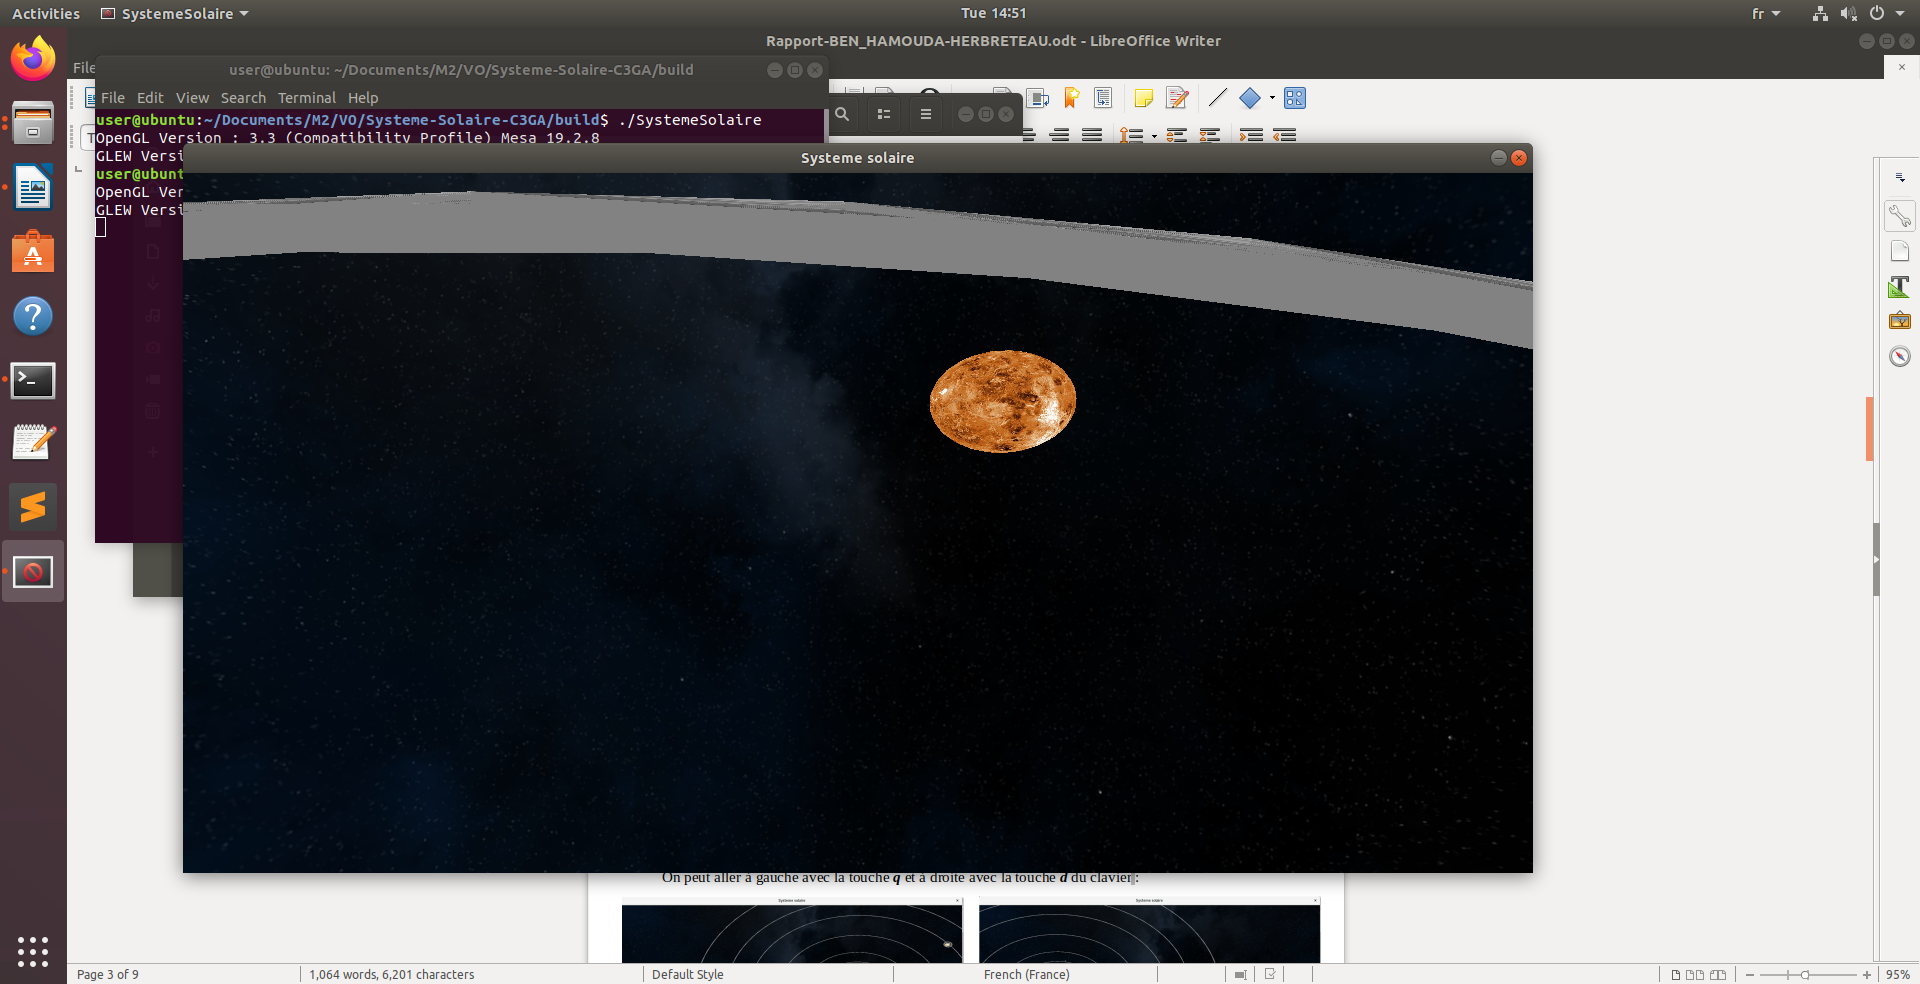 Activities
SystemeSolaire
Tue 14:51
fr
Rapport-BEN_HAMOUDA-HERBRETEAU.odt - LibreOffice Writer
File
user@ubuntu: ~/Documents/M2/VO/Systeme-Solaire-C3GA/build
File Edit View Search Terminal Help
user@ubuntu:~/Documents/M2/VO/Systeme-Solaire-C3GA/build$ ./SystemeSolaire
OpenGL Version : 3.3 (Compatibility Profile) Mesa 19.2.8
GLEW Versi
user@ubunt
OpenGL Ver
GLEW Versi
Systeme solaire
On peut aller à gauche avec la touche q et à droite avec la touche d du clavier :
Systeme solaire
Systeme solaire
Page 3 of 9
1,064 words, 6,201 characters
Default Style
French (France)
95%